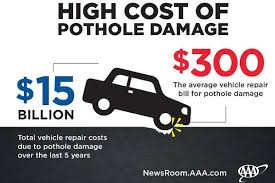 HIGH COST OF
POTHOLE DAMAGE
$15
BILLION
$300
The average vehicle repair
bill for pothole damage
Total vehicle repair costs
due to pothole damage
over the last 5 years
NewsRoom.AAA.com
AAA